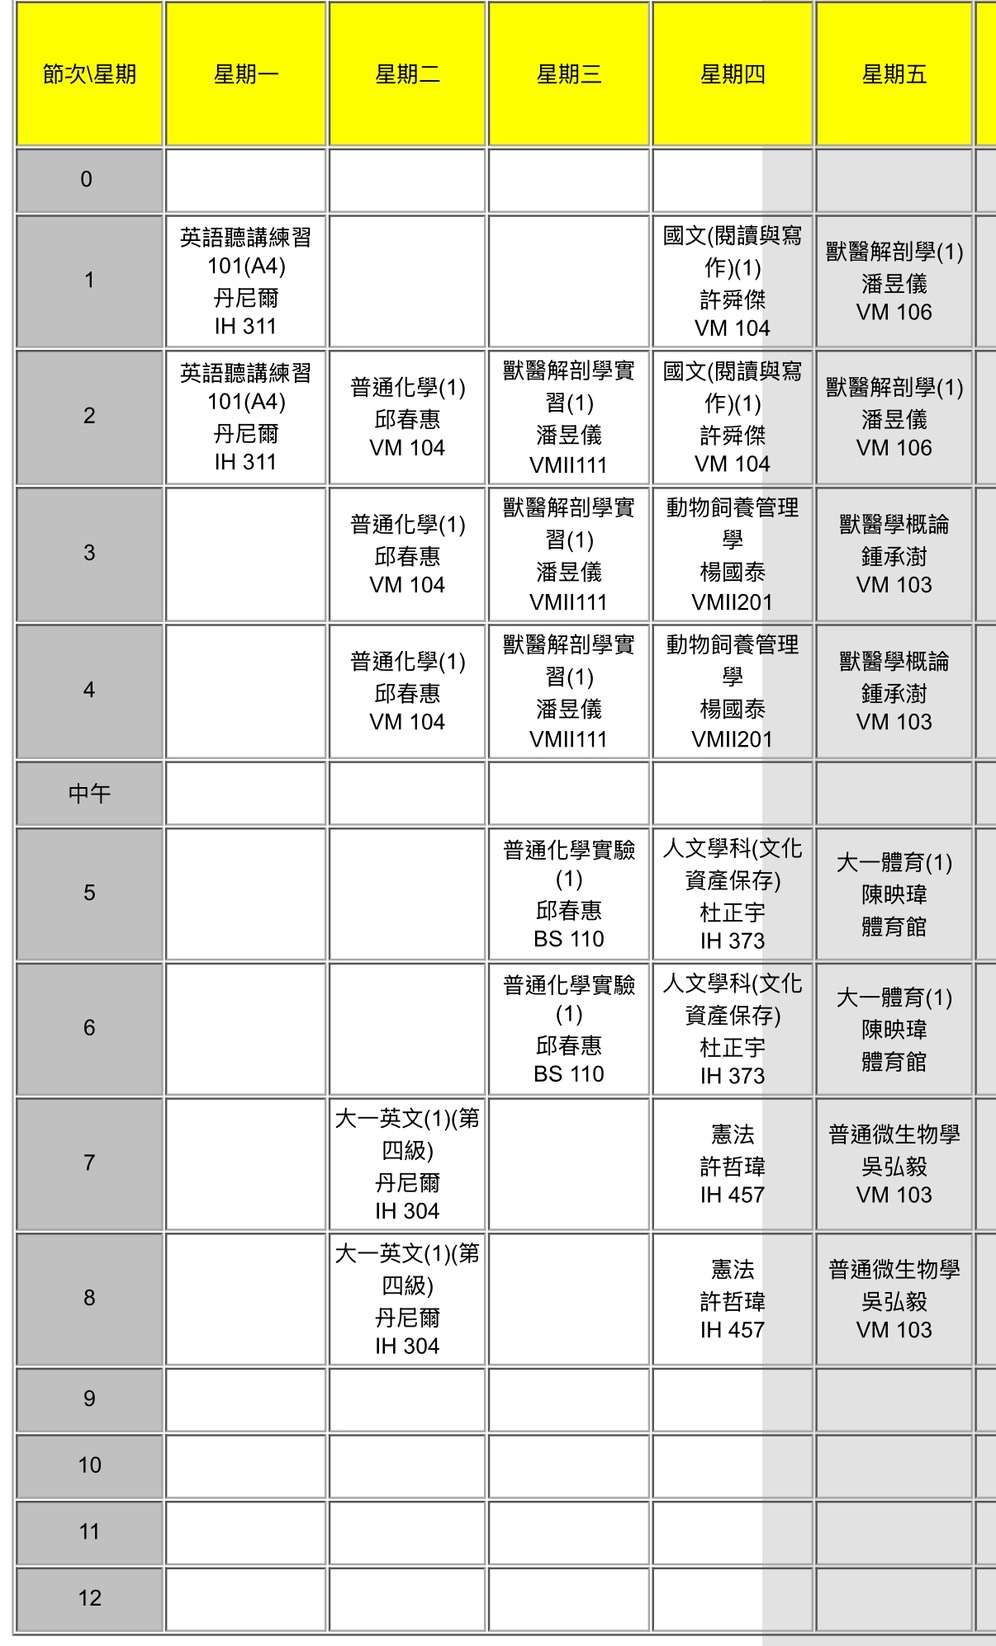 節次\星期 星期一 星期二 星期三 星期四 星期五
0
1
英語聽講練習
101(A4)
丹尼爾
IH 311
國文(閱讀與寫
作)(1)
許舜傑
VM 104
獸醫解剖學(1)
潘昱儀
VM 106
2
英語聽講練習
101(A4)
丹尼爾
IH 311
普通化學(1)
邱春惠
VM 104
獸醫解剖學實
習(1)
潘昱儀
VMII111
國文(閱讀與寫
作)(1)
許舜傑
VM 104
獸醫解剖學(1)
潘昱儀
VM 106
3
普通化學(1)
邱春惠
VM 104
獸醫解剖學實
習(1)
潘昱儀
VMII111
動物飼養管理
學
楊國泰
VMII201
獸醫學概論
鍾承澍
VM 103
4
普通化學(1)
邱春惠
VM 104
獸醫解剖學實
習(1)
潘昱儀
VMII111
動物飼養管理
學
楊國泰
VMII201
獸醫學概論
鍾承澍
VM 103
中午
5
普通化學實驗
(1)
邱春惠
BS 110
人文學科(文化
資產保存)
杜正宇
IH 373
大一體育(1)
陳映瑋
體育館
6
普通化學實驗
(1)
邱春惠
BS 110
人文學科(文化
資產保存)
杜正宇
IH 373
大一體育(1)
陳映瑋
體育館
7
大一英文(1)(第
四級)
丹尼爾
IH 304
憲法
許哲瑋
IH 457
普通微生物學
吳弘毅
VM 103
8
大一英文(1)(第
四級)
丹尼爾
IH 304
憲法
許哲瑋
IH 457
普通微生物學
吳弘毅
VM 103
9
10
11
12